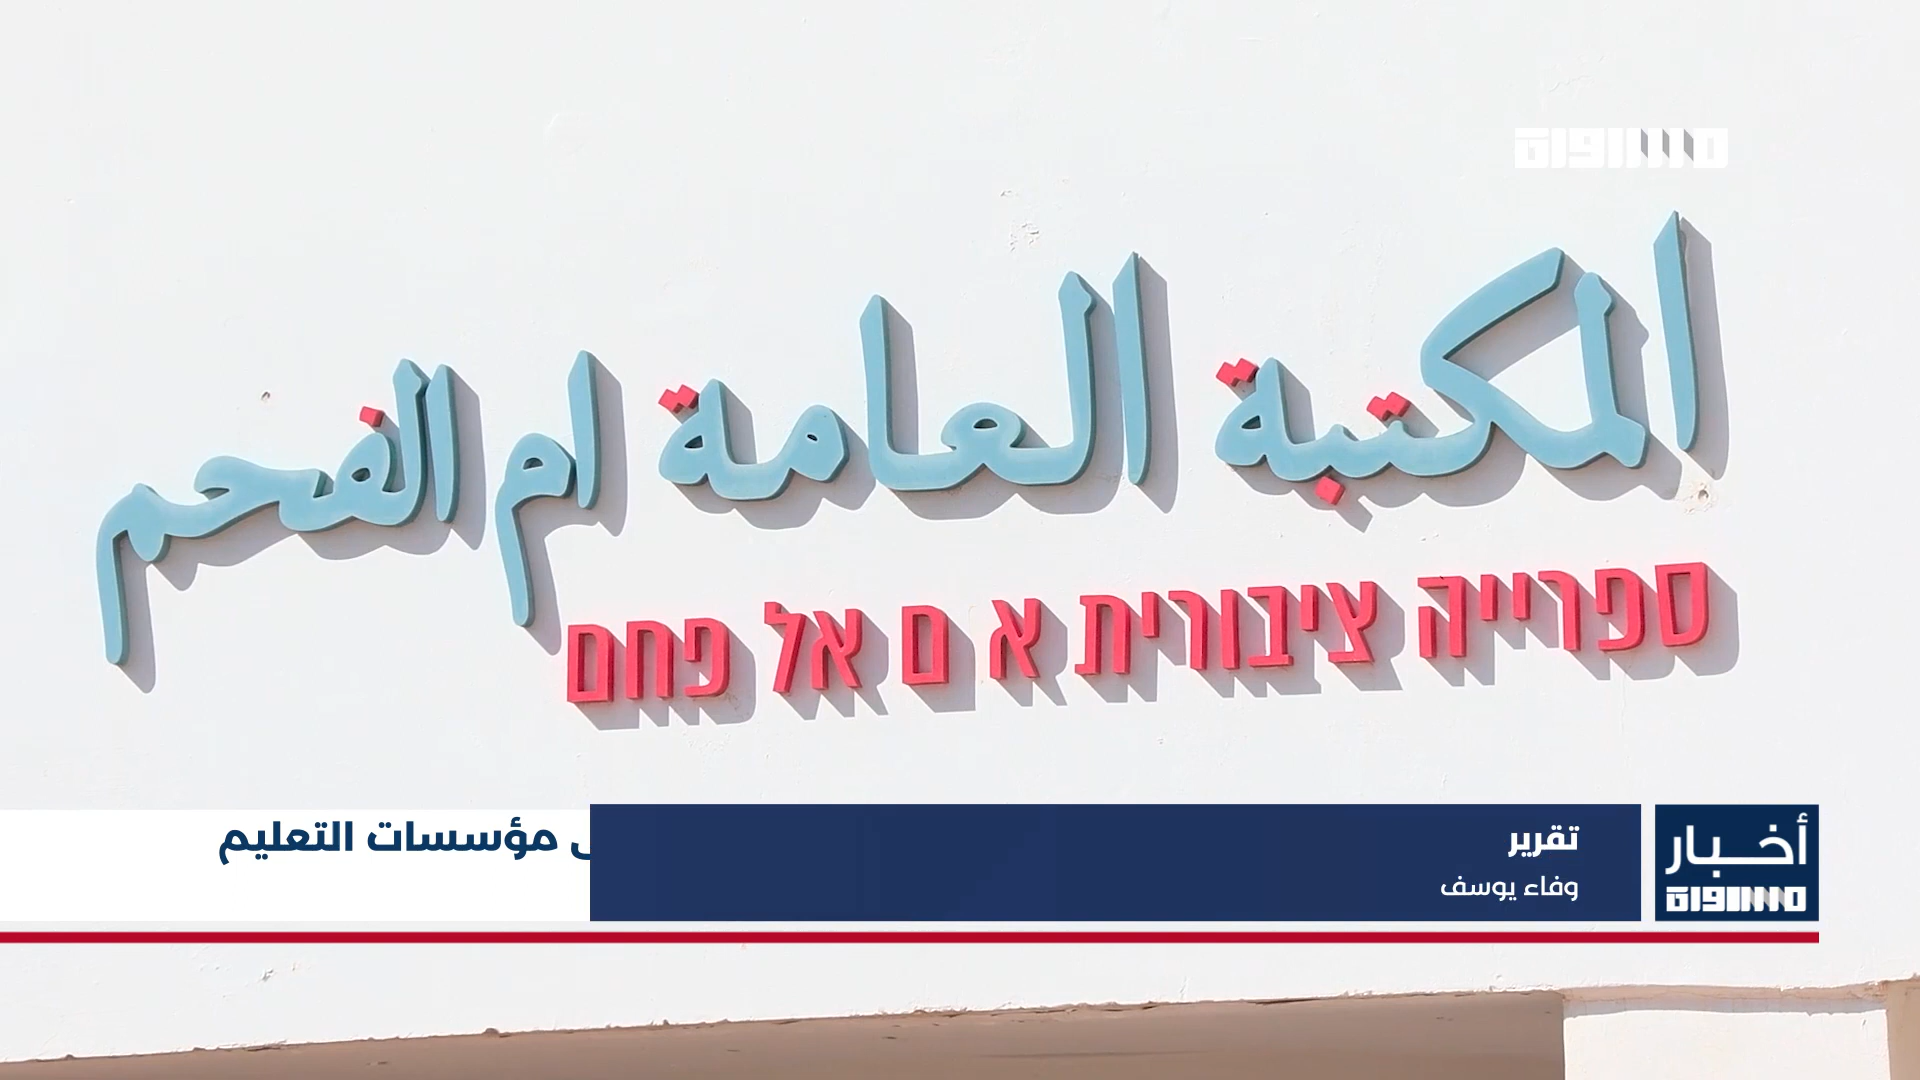 مساواة
المكتبة العامة ام الفحم
ספרייה ציבורית א ם אל פחם
أخبار
مساواة
تقرير
وفاء يوسف
مؤسسات التعليم